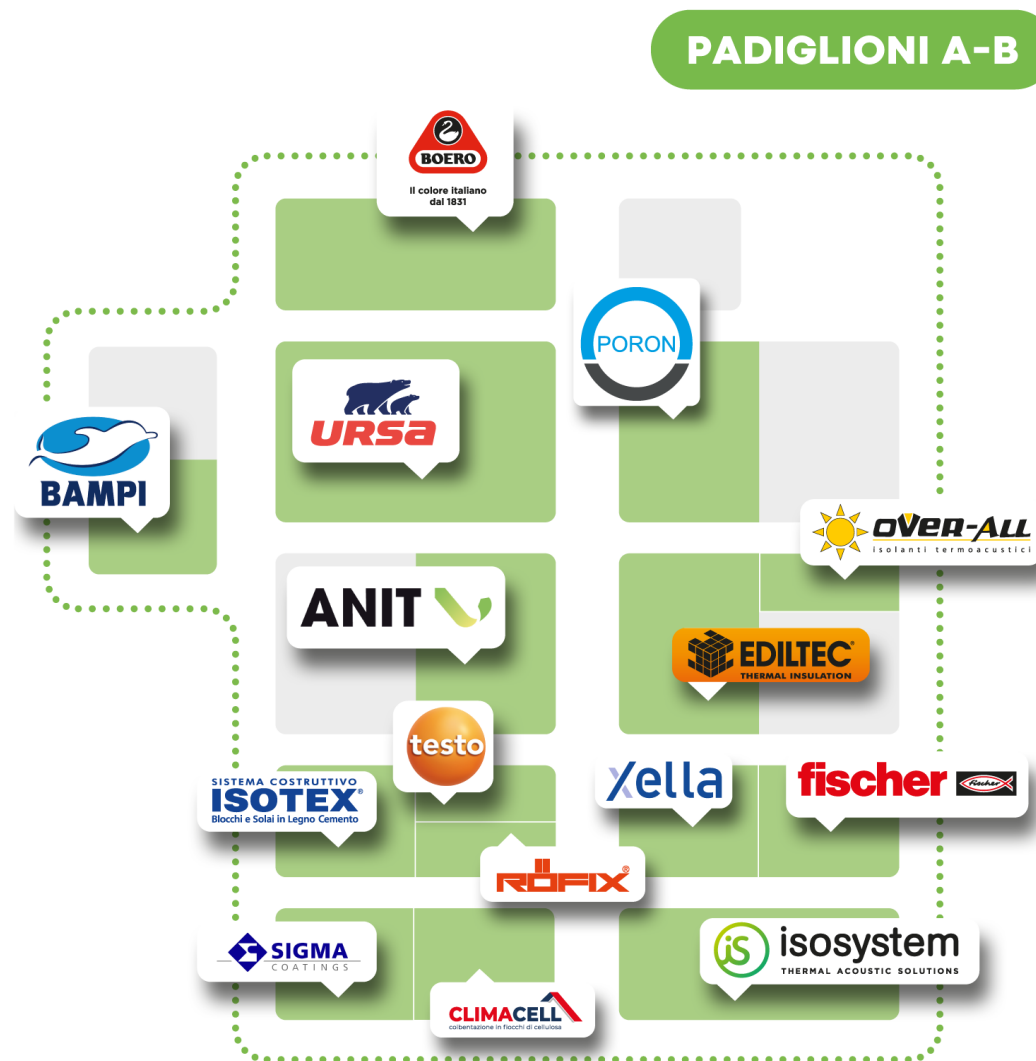 PADIGLIONI A-B
BOERO
Il colore italiano
dal 1831
PORON
URSA
BAMPI
OVER-ALL
isolanti termoacustici
ANIT
EDILTEC®
THERMAL INSULATION
testo
SISTEMA COSTRUTTIVO
ISOTEX®
Blocchi e Solai in Legno Cemento
xella
fischer
fischer
RÖFIX®
SIGMA
COATINGS
isosystem
THERMAL ACOUSTIC SOLUTIONS
CLIMACELL
coibentazione in fiocchi di cellulosa